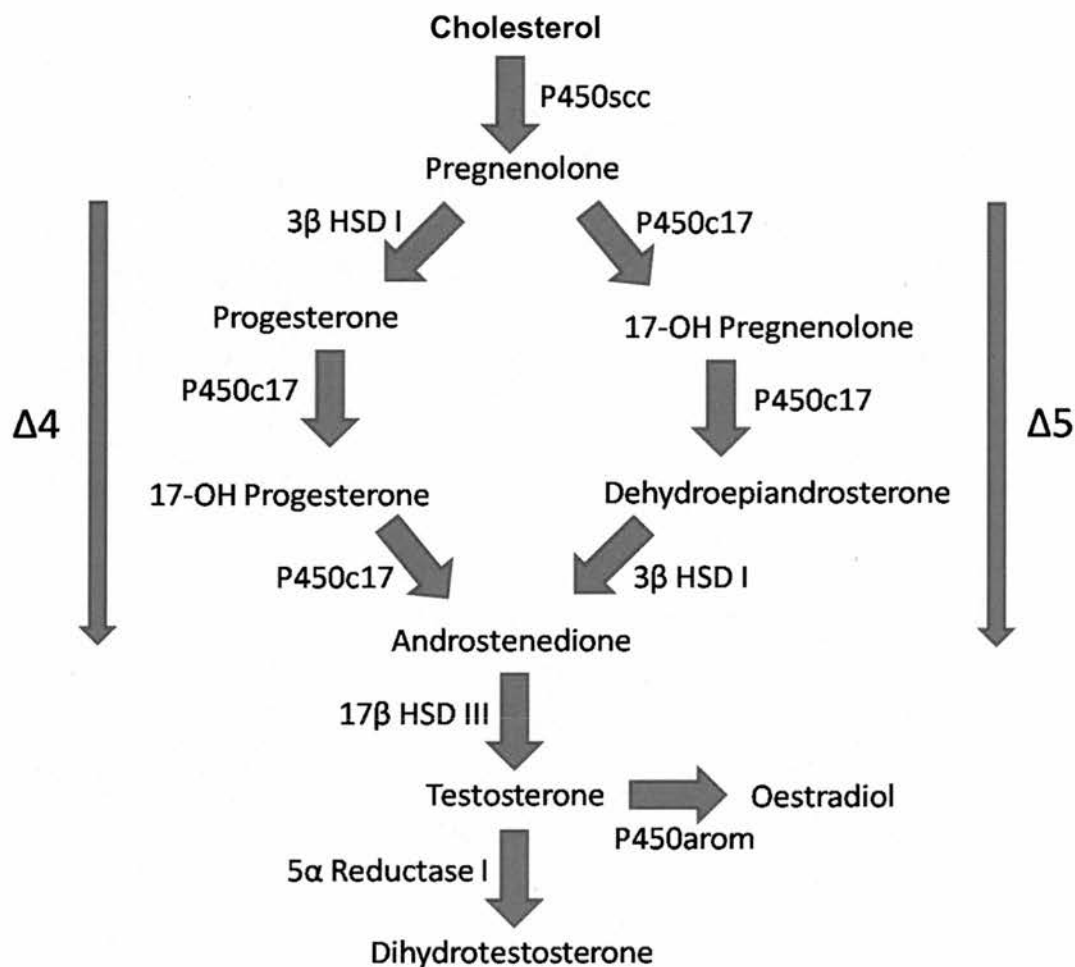 Cholesterol
P450scc
Pregnenolone
3β HSD I
P450c17
Progesterone
17-OH Pregnenolone
P450c17
P450c17
Δ4
Δ5
17-OH Progesterone
Dehydroepiandrosterone
P450c17
3β HSD I
Androstenedione
17β HSD III
Testosterone
Oestradiol
P450arom
5α Reductase I
Dihydrotestosterone